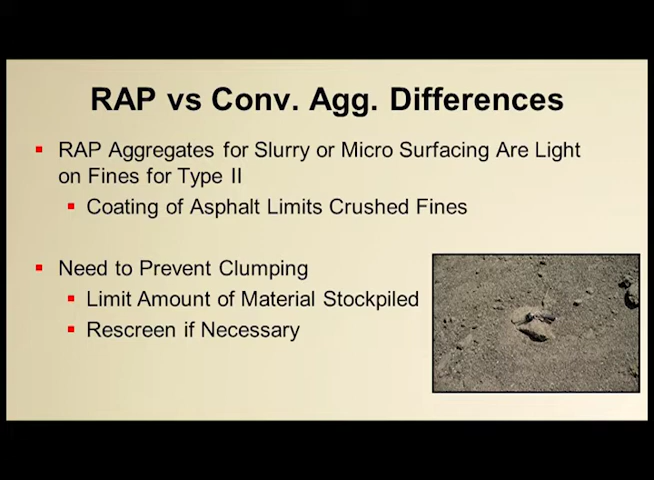 RAP vs Conv. Agg. Differences
RAP Aggregates for Slurry or Micro Surfacing Are Light
on Fines for Type II
Coating of Asphalt Limits Crushed Fines
Need to Prevent Clumping
Limit Amount of Material Stockpiled
Rescreen if Necessary